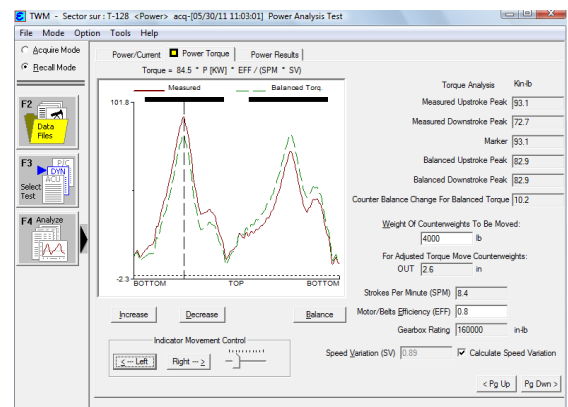 TWM - Sector sur : T-128 <Power> acq-[05/30/11 11:03:01] Power Analysis Test
File Mode Option Tools Help
Acquire Mode
Recall Mode
F2
Data
Files
F3
P/C
DYN
ACU
Select
Test
F4 Analyze
Power/Current Power Torque Power Results
Torque = 84.5 * P [KW] * EFF / (SPM * SV)
Measured Balanced Torq.
101.8
-2.3
BOTTOM TOP BOTTOM
Increase Decrease Balance
Indicator Movement Control
< -- Left Right -- >
Torque Analysis Kin-lb
Measured Upstroke Peak 93.1
Measured Downstroke Peak 72.7
Marker 93.1
Balanced Upstroke Peak 82.9
Balanced Downstroke Peak 82.9
Counter Balance Change For Balanced Torque 10.2
Weight Of Counterweights To Be Moved:
4000 lb
For Adjusted Torque Move Counterweights:
OUT 2.6 in
Strokes Per Minute (SPM) 8.4
Motor/Belts Efficiency (EFF) 0.8
Gearbox Rating 160000 in-lb
Speed Variation (SV) 0.89 Calculate Speed Variation
< Pg Up Pg Dwn >